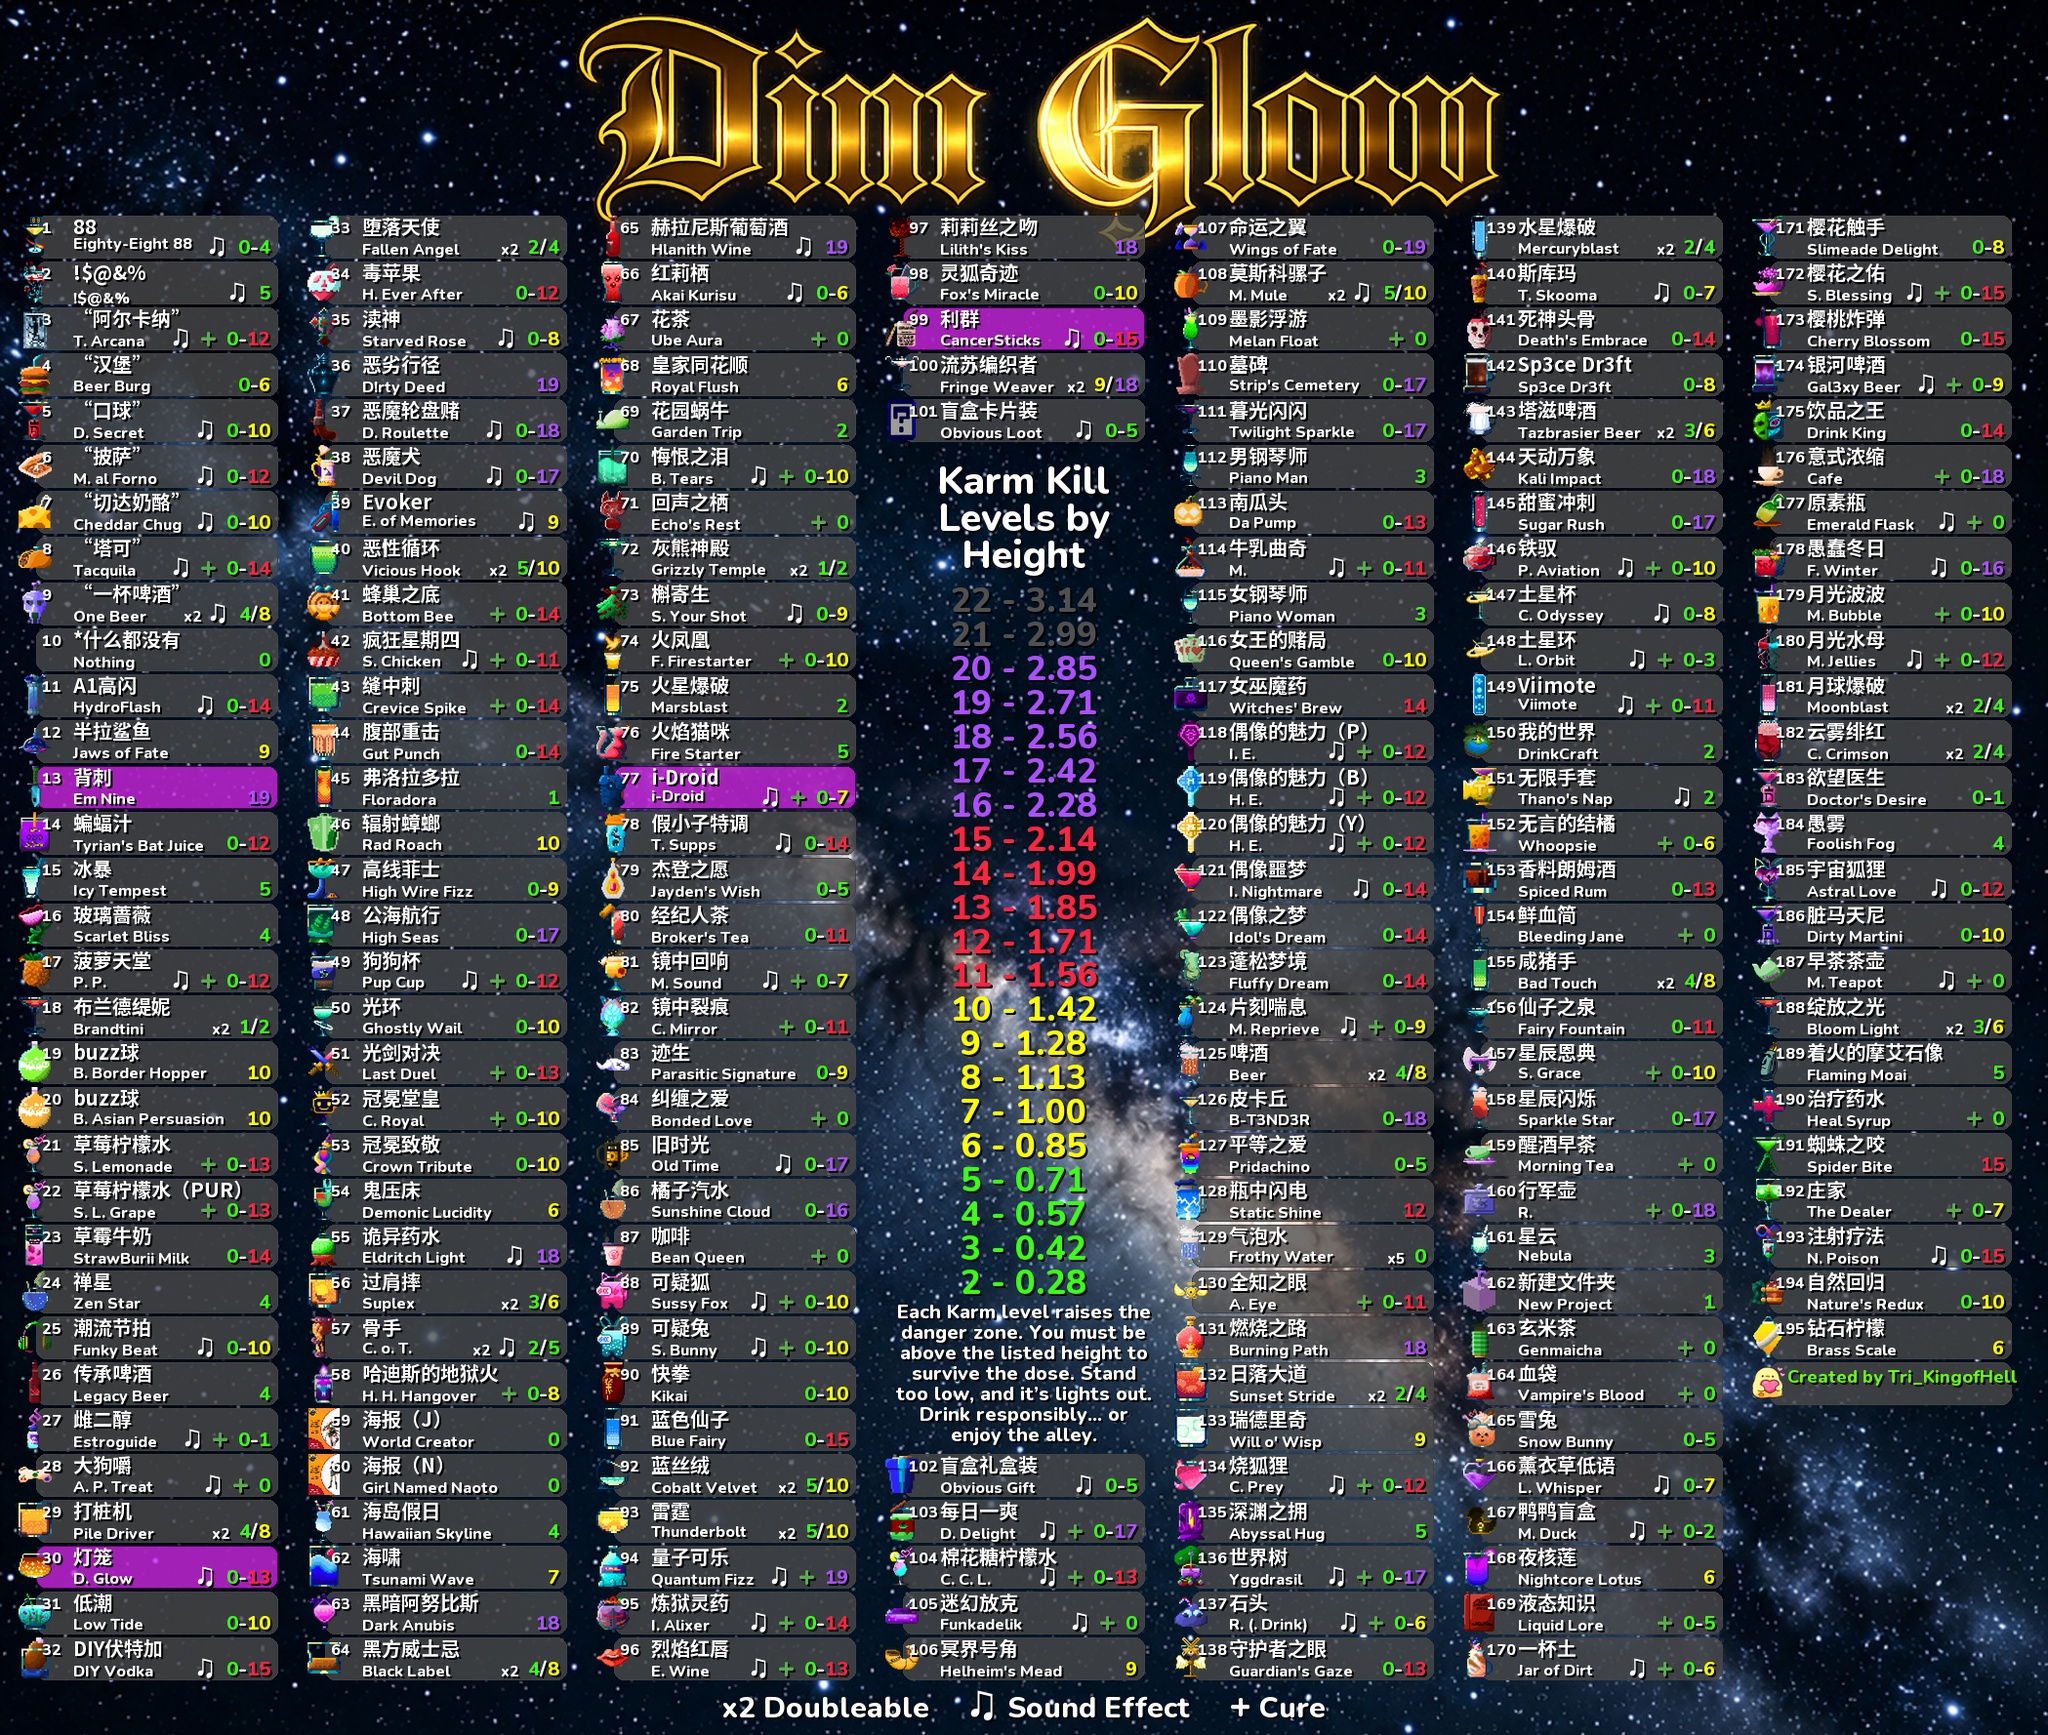 Dim Glow
1 88
Eighty-Eight 88 ♫ 0-4
2 !$@&%
!$@&% ♫ 5
3 “阿尔卡纳”
T. Arcana ♫ + 0-12
4 “汉堡”
Beer Burg 0-6
5 “口球”
D. Secret ♫ 0-10
6 “披萨”
M. al Forno ♫ 0-12
7 “切达奶酪”
Cheddar Chug ♫ 0-10
8 “塔可”
Tacquila ♫ + 0-14
9 “一杯啤酒”
One Beer x2 ♫ 4/8
10 *什么都没有
Nothing 0
11 A1高闪
HydroFlash ♫ 0-14
12 半拉鲨鱼
Jaws of Fate 9
13 背刺
Em Nine 19
14 蝙蝠汁
Tyrian's Bat Juice 0-12
15 冰暴
Icy Tempest 5
16 玻璃蔷薇
Scarlet Bliss 4
17 菠萝天堂
P. P. ♫ + 0-12
18 布兰德缇妮
Brandtini x2 1/2
19 buzz球
B. Border Hopper 10
20 buzz球
B. Asian Persuasion 10
21 草莓柠檬水
S. Lemonade + 0-13
22 草莓柠檬水（PUR）
S. L. Grape + 0-13
23 草霉牛奶
StrawBurii Milk 0-14
24 禅星
Zen Star 4
25 潮流节拍
Funky Beat ♫ 0-10
26 传承啤酒
Legacy Beer 4
27 雌二醇
Estroguide ♫ + 0-1
28 大狗嚼
A. P. Treat ♫ + 0
29 打桩机
Pile Driver x2 4/8
30 灯笼
D. Glow ♫ 0-13
31 低潮
Low Tide 0-10
32 DIY伏特加
DIY Vodka ♫ 0-15
33 堕落天使
Fallen Angel x2 2/4
34 毒苹果
H. Ever After 0-12
35 渎神
Starved Rose ♫ 0-8
36 恶劣行径
D!rty Deed 19
37 恶魔轮盘赌
D. Roulette ♫ 0-18
38 恶魔犬
Devil Dog ♫ 0-17
39 Evoker
E. of Memories ♫ 9
40 恶性循环
Vicious Hook x2 5/10
41 蜂巢之底
Bottom Bee + 0-14
42 疯狂星期四
S. Chicken ♫ + 0-11
43 缝中刺
Crevice Spike + 0-14
44 腹部重击
Gut Punch 0-14
45 弗洛拉多拉
Floradora 1
46 辐射蟑螂
Rad Roach 10
47 高线菲士
High Wire Fizz 0-9
48 公海航行
High Seas 0-17
49 狗狗杯
Pup Cup ♫ + 0-12
50 光环
Ghostly Wail 0-10
51 光剑对决
Last Duel + 0-13
52 冠冕堂皇
C. Royal + 0-10
53 冠冕致敬
Crown Tribute 0-10
54 鬼压床
Demonic Lucidity 6
55 诡异药水
Eldritch Light ♫ 18
56 过肩摔
Suplex x2 3/6
57 骨手
C. o. T. x2 ♫ 2/5
58 哈迪斯的地狱火
H. H. Hangover + 0-8
59 海报（J）
World Creator 0
60 海报（N）
Girl Named Naoto 0
61 海岛假日
Hawaiian Skyline 4
62 海啸
Tsunami Wave 7
63 黑暗阿努比斯
Dark Anubis 18
64 黑方威士忌
Black Label x2 4/8
65 赫拉尼斯葡萄酒
Hlanith Wine ♫ 19
66 红莉栖
Akai Kurisu ♫ 0-6
67 花茶
Ube Aura + 0
68 皇家同花顺
Royal Flush 6
69 花园蜗牛
Garden Trip 2
70 悔恨之泪
B. Tears ♫ + 0-10
71 回声之栖
Echo's Rest + 0
72 灰熊神殿
Grizzly Temple x2 1/2
73 槲寄生
S. Your Shot ♫ 0-9
74 火凤凰
F. Firestarter + 0-10
75 火星爆破
Marsblast 2
76 火焰猫咪
Fire Starter 5
77 i-Droid
i-Droid ♫ + 0-7
78 假小子特调
T. Supps ♫ 0-14
79 杰登之愿
Jayden's Wish 0-5
80 经纪人茶
Broker's Tea 0-11
81 镜中回响
M. Sound ♫ + 0-7
82 镜中裂痕
C. Mirror + 0-11
83 迹生
Parasitic Signature 0-9
84 纠缠之爱
Bonded Love + 0
85 旧时光
Old Time ♫ 0-17
86 橘子汽水
Sunshine Cloud 0-16
87 咖啡
Bean Queen + 0
88 可疑狐
Sussy Fox ♫ + 0-10
89 可疑兔
S. Bunny ♫ + 0-10
90 快拳
Kikai 0-10
91 蓝色仙子
Blue Fairy 0-15
92 蓝丝绒
Cobalt Velvet x2 5/10
93 雷霆
Thunderbolt x2 5/10
94 量子可乐
Quantum Fizz ♫ + 19
95 炼狱灵药
I. Alixer ♫ + 0-14
96 烈焰红唇
E. Wine ♫ + 0-13
97 莉莉丝之吻
Lilith's Kiss 18
98 灵狐奇迹
Fox's Miracle 0-10
99 利群
CancerSticks ♫ 0-15
100 流苏编织者
Fringe Weaver x2 9/18
101 盲盒卡片装
Obvious Loot ♫ 0-5
Karm Kill
Levels by
Height
22 - 3.14
21 - 2.99
20 - 2.85
19 - 2.71
18 - 2.56
17 - 2.42
16 - 2.28
15 - 2.14
14 - 1.99
13 - 1.85
12 - 1.71
11 - 1.56
10 - 1.42
9 - 1.28
8 - 1.13
7 - 1.00
6 - 0.85
5 - 0.71
4 - 0.57
3 - 0.42
2 - 0.28
Each Karm level raises the
danger zone. You must be
above the listed height to
survive the dose. Stand
too low, and it's lights out.
Drink responsibly... or
enjoy the alley.
102 盲盒礼盒装
Obvious Gift ♫ 0-5
103 每日一爽
D. Delight ♫ + 0-17
104 棉花糖柠檬水
C. C. L. ♫ + 0-13
105 迷幻放克
Funkadelik ♫ + 0
106 冥界号角
Helheim's Mead 9
107 命运之翼
Wings of Fate 0-19
108 莫斯科骡子
M. Mule x2 ♫ 5/10
109 墨影浮游
Melan Float + 0
110 墓碑
Strip's Cemetery 0-17
111 暮光闪闪
Twilight Sparkle 0-17
112 男钢琴师
Piano Man 3
113 南瓜头
Da Pump 0-13
114 牛乳曲奇
M. ♫ + 0-11
115 女钢琴师
Piano Woman 3
116 女王的赌局
Queen's Gamble 0-10
117 女巫魔药
Witches' Brew 14
118 偶像的魅力（P）
I. E. ♫ + 0-12
119 偶像的魅力（B）
H. E. ♫ + 0-12
120 偶像的魅力（Y）
H. E. ♫ + 0-12
121 偶像噩梦
I. Nightmare ♫ 0-14
122 偶像之梦
Idol's Dream 0-14
123 蓬松梦境
Fluffy Dream 0-14
124 片刻喘息
M. Reprieve ♫ + 0-9
125 啤酒
Beer x2 4/8
126 皮卡丘
B-T3ND3R 0-18
127 平等之爱
Pridachino 0-5
128 瓶中闪电
Static Shine 12
129 气泡水
Frothy Water x5 0
130 全知之眼
A. Eye + 0-11
131 燃烧之路
Burning Path 18
132 日落大道
Sunset Stride x2 2/4
133 瑞德里奇
Will o' Wisp 9
134 烧狐狸
C. Prey ♫ + 0-12
135 深渊之拥
Abyssal Hug 5
136 世界树
Yggdrasil ♫ + 0-17
137 石头
R. (. Drink) ♫ + 0-6
138 守护者之眼
Guardian's Gaze 0-13
139 水星爆破
Mercuryblast x2 2/4
140 斯库玛
T. Skooma ♫ 0-7
141 死神头骨
Death's Embrace 0-14
142 Sp3ce Dr3ft
Sp3ce Dr3ft 0-8
143 塔滋啤酒
Tazbrasier Beer x2 3/6
144 天动万象
Kali Impact 0-18
145 甜蜜冲刺
Sugar Rush 0-17
146 铁驭
P. Aviation ♫ + 0-10
147 土星杯
C. Odyssey ♫ 0-8
148 土星环
L. Orbit ♫ + 0-3
149 Viimote
Viimote ♫ + 0-11
150 我的世界
DrinkCraft 2
151 无限手套
Thano's Nap ♫ 2
152 无言的结橘
Whoopsie + 0-6
153 香料朗姆酒
Spiced Rum 0-13
154 鲜血简
Bleeding Jane + 0
155 咸猪手
Bad Touch x2 4/8
156 仙子之泉
Fairy Fountain 0-11
157 星辰恩典
S. Grace + 0-10
158 星辰闪烁
Sparkle Star 0-17
159 醒酒早茶
Morning Tea + 0
160 行军壶
R. + 0-18
161 星云
Nebula 3
162 新建文件夹
New Project 1
163 玄米茶
Genmaicha + 0
164 血袋
Vampire's Blood + 0
165 雪兔
Snow Bunny 0-5
166 薰衣草低语
L. Whisper ♫ 0-7
167 鸭鸭盲盒
M. Duck ♫ + 0-2
168 夜核莲
Nightcore Lotus 6
169 液态知识
Liquid Lore + 0-5
170 一杯土
Jar of Dirt ♫ + 0-6
171 樱花触手
Slimeade Delight 0-8
172 樱花之佑
S. Blessing ♫ + 0-15
173 樱桃炸弹
Cherry Blossom 0-15
174 银河啤酒
Gal3xy Beer ♫ + 0-9
175 饮品之王
Drink King 0-14
176 意式浓缩
Cafe + 0-18
177 原素瓶
Emerald Flask ♫ + 0
178 愚蠢冬日
F. Winter ♫ 0-16
179 月光波波
M. Bubble + 0-10
180 月光水母
M. Jellies ♫ + 0-12
181 月球爆破
Moonblast x2 2/4
182 云雾绯红
C. Crimson x2 2/4
183 欲望医生
Doctor's Desire 0-1
184 愚雾
Foolish Fog 4
185 宇宙狐狸
Astral Love ♫ 0-12
186 脏马天尼
Dirty Martini 0-10
187 早茶茶壶
M. Teapot ♫ + 0
188 绽放之光
Bloom Light x2 3/6
189 着火的摩艾石像
Flaming Moai 5
190 治疗药水
Heal Syrup + 0
191 蜘蛛之咬
Spider Bite 15
192 庄家
The Dealer + 0-7
193 注射疗法
N. Poison ♫ 0-15
194 自然回归
Nature's Redux 0-10
195 钻石柠檬
Brass Scale 6
Created by Tri_KingofHell
x2 Doubleable ♫ Sound Effect + Cure